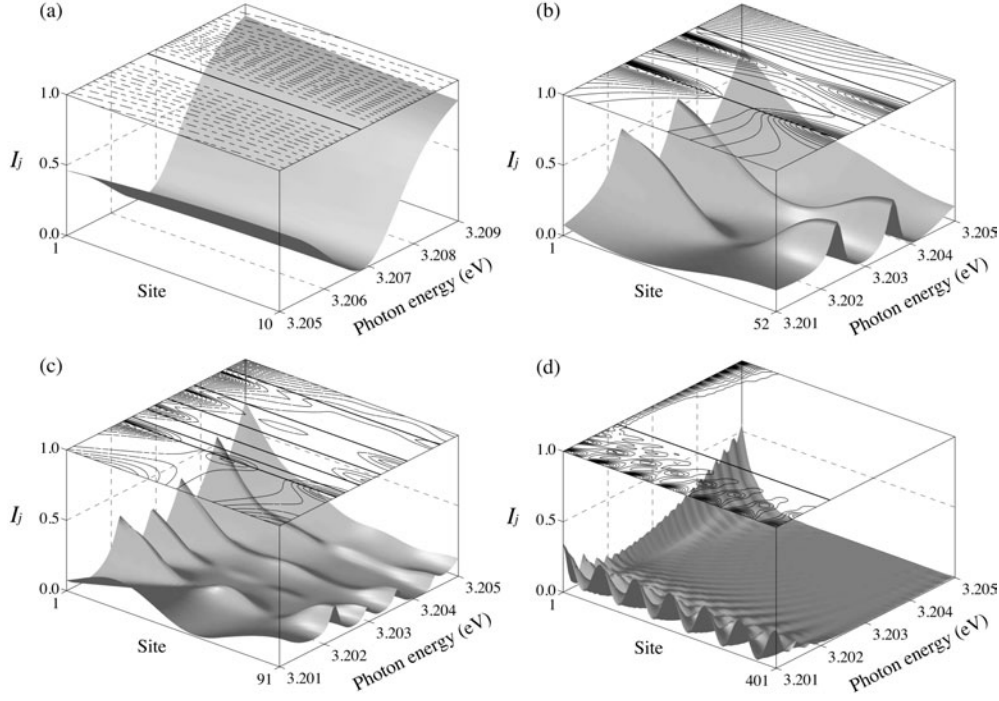 (a)
1.0
0.5
0.0
I_j
1
Site
10
3.205
3.206
3.207
3.208
3.209
Photon energy (eV)
(b)
1.0
0.5
0.0
I_j
1
Site
52
3.201
3.202
3.203
3.204
3.205
Photon energy (eV)
(c)
1.0
0.5
0.0
I_j
1
Site
91
3.201
3.202
3.203
3.204
3.205
Photon energy (eV)
(d)
1.0
0.5
0.0
I_j
1
Site
401
3.201
3.202
3.203
3.204
3.205
Photon energy (eV)